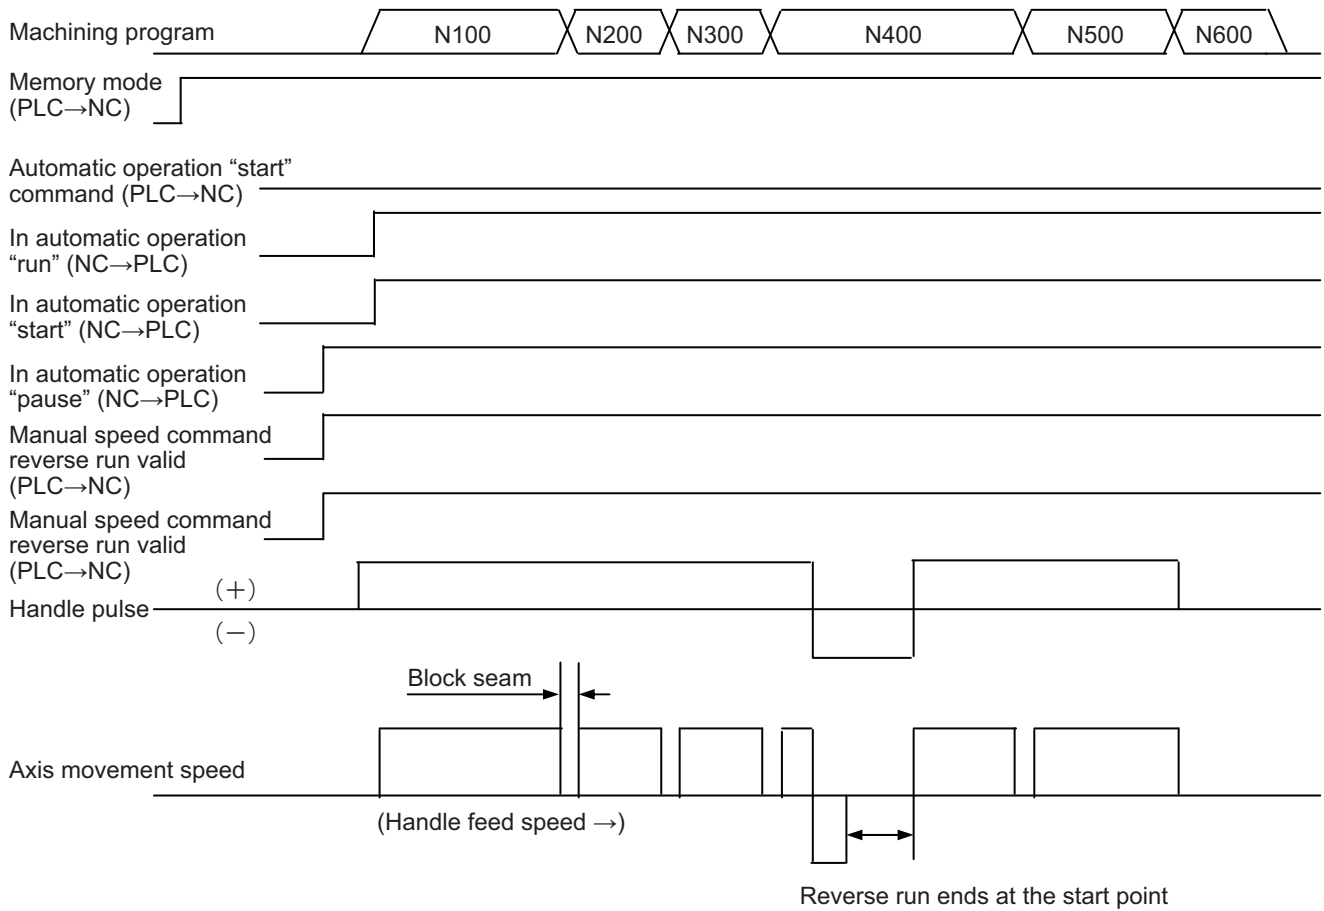 Machining program
N100
N200
N300
N400
N500
N600
Memory mode
(PLC→NC)
Automatic operation “start”
command (PLC→NC)
In automatic operation
“run” (NC→PLC)
In automatic operation
“start” (NC→PLC)
In automatic operation
“pause” (NC→PLC)
Manual speed command
reverse run valid
(PLC→NC)
Manual speed command
reverse run valid
(PLC→NC)
(+)
Handle pulse
(−)
Block seam
Axis movement speed
(Handle feed speed →)
Reverse run ends at the start point